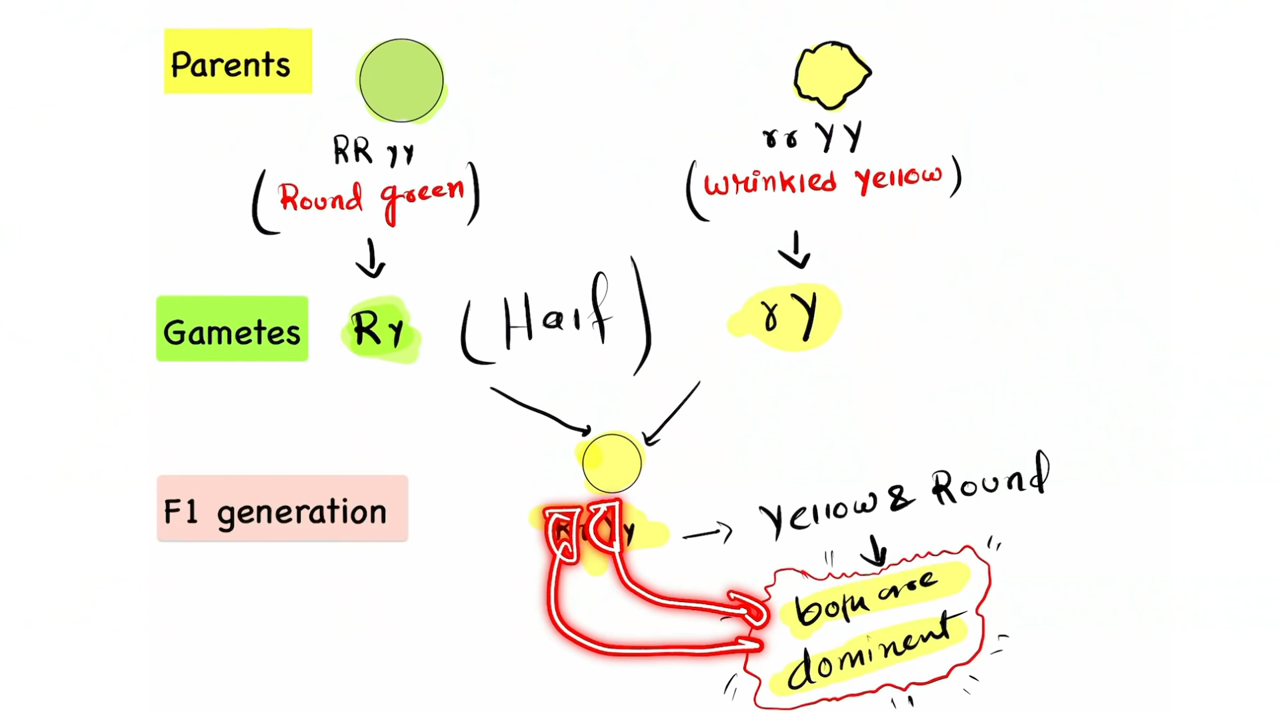 Parents
RR yy
(Round green)
rr YY
(Wrinkled yellow)
Gametes
Ry
(Half)
rY
F1 generation
RrYy
Yellow & Round
both are
dominent